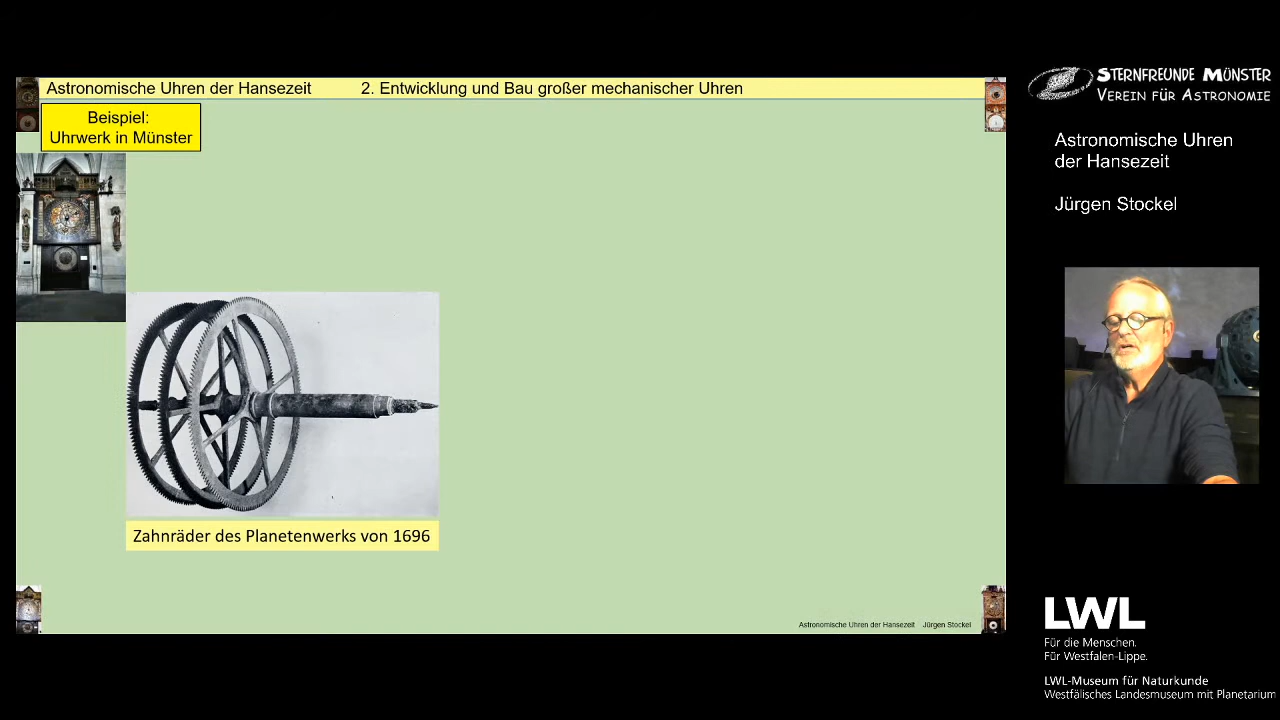 Astronomische Uhren der Hansezeit 2. Entwicklung und Bau großer mechanischer Uhren
Beispiel:
Uhrwerk in Münster
Zahnräder des Planetenwerks von 1696
Astronomische Uhren der Hansezeit Jürgen Stockel
STERNFREUNDE MÜNSTER
VEREIN FÜR ASTRONOMIE
Astronomische Uhren
der Hansezeit
Jürgen Stockel
LWL
Für die Menschen.
Für Westfalen-Lippe.
LWL-Museum für Naturkunde
Westfälisches Landesmuseum mit Planetarium